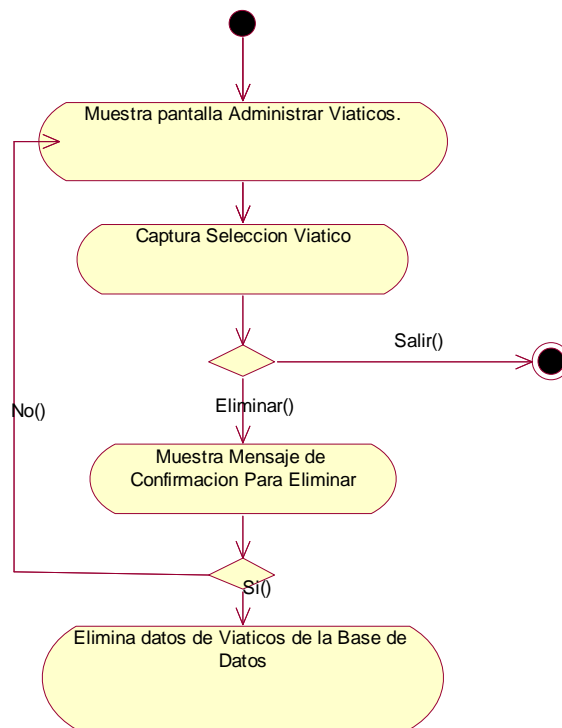 Muestra pantalla Administrar Viaticos.
Captura Seleccion Viatico
Salir()
Eliminar()
No()
Muestra Mensaje de
Confirmacion Para Eliminar
Si()
Elimina datos de Viaticos de la Base de
Datos